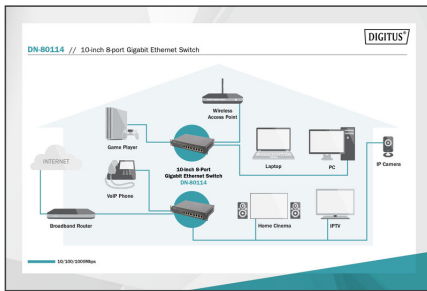 DIGITUS®
DN-80114 // 10-inch 8-port Gigabit Ethernet Switch
Wireless
Access Point
Game Player
INTERNET
10-inch 8-Port
Gigabit Ethernet Switch
DN-80114
Laptop
PC
IP Camera
VoIP Phone
Broadband Router
Home Cinema
IPTV
10/100/1000Mbps